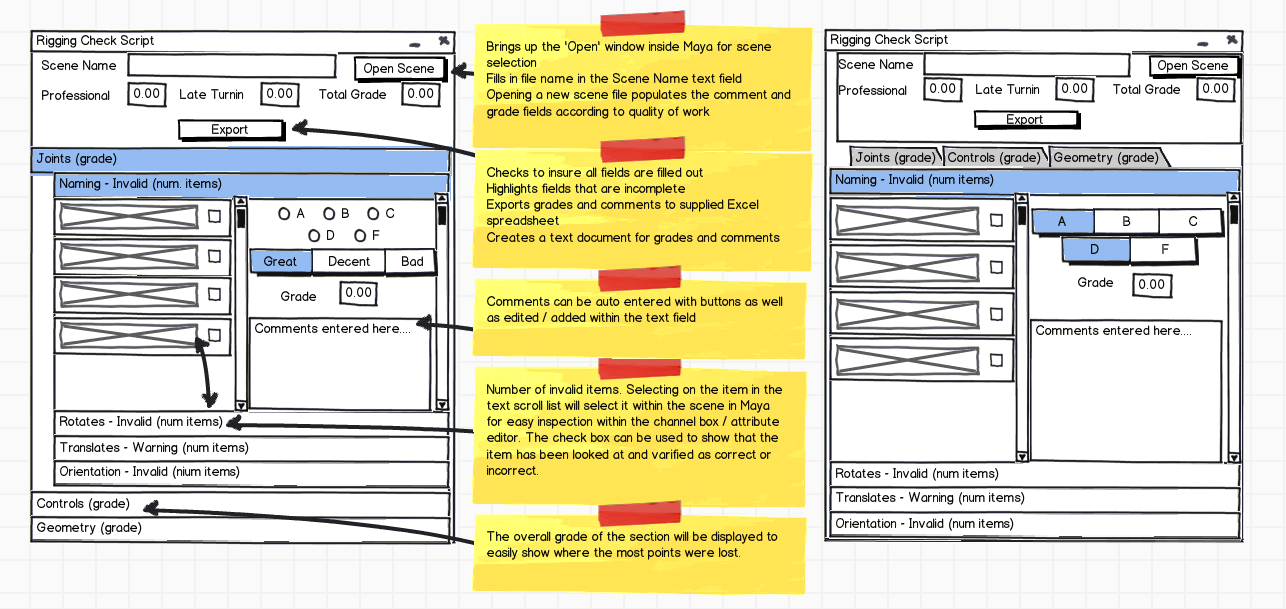 Rigging Check Script
Scene Name
Open Scene
Professional 0.00 Late Turnin 0.00 Total Grade 0.00
Export
Joints (grade)
Naming - Invalid (num. items)
A B C
D F
Great Decent Bad
Grade 0.00
Comments entered here....
Rotates - Invalid (num items)
Translates - Warning (num items)
Orientation - Invalid (nium items)
Controls (grade)
Geometry (grade)
Brings up the 'Open' window inside Maya for scene
selection
Fills in file name in the Scene Name text field
Opening a new scene file populates the comment and
grade fields according to quality of work
Checks to insure all fields are filled out
Highlights fields that are incomplete
Exports grades and comments to supplied Excel
spreadsheet
Creates a text document for grades and comments
Comments can be auto entered with buttons as well
as edited / added within the text field
Number of invalid items. Selecting on the item in the
text scroll list will select it within the scene in Maya
for easy inspection within the channel box / attribute
editor. The check box can be used to show that the
item has been looked at and varified as correct or
incorrect.
The overall grade of the section will be displayed to
easily show where the most points were lost.
Rigging Check Script
Scene Name
Open Scene
Professional 0.00 Late Turnin 0.00 Total Grade 0.00
Export
Joints (grade) Controls (grade) Geometry (grade)
Naming - Invalid (num items)
A B C
D F
Grade 0.00
Comments entered here....
Rotates - Invalid (num items)
Translates - Warning (num items)
Orientation - Invalid (num items)